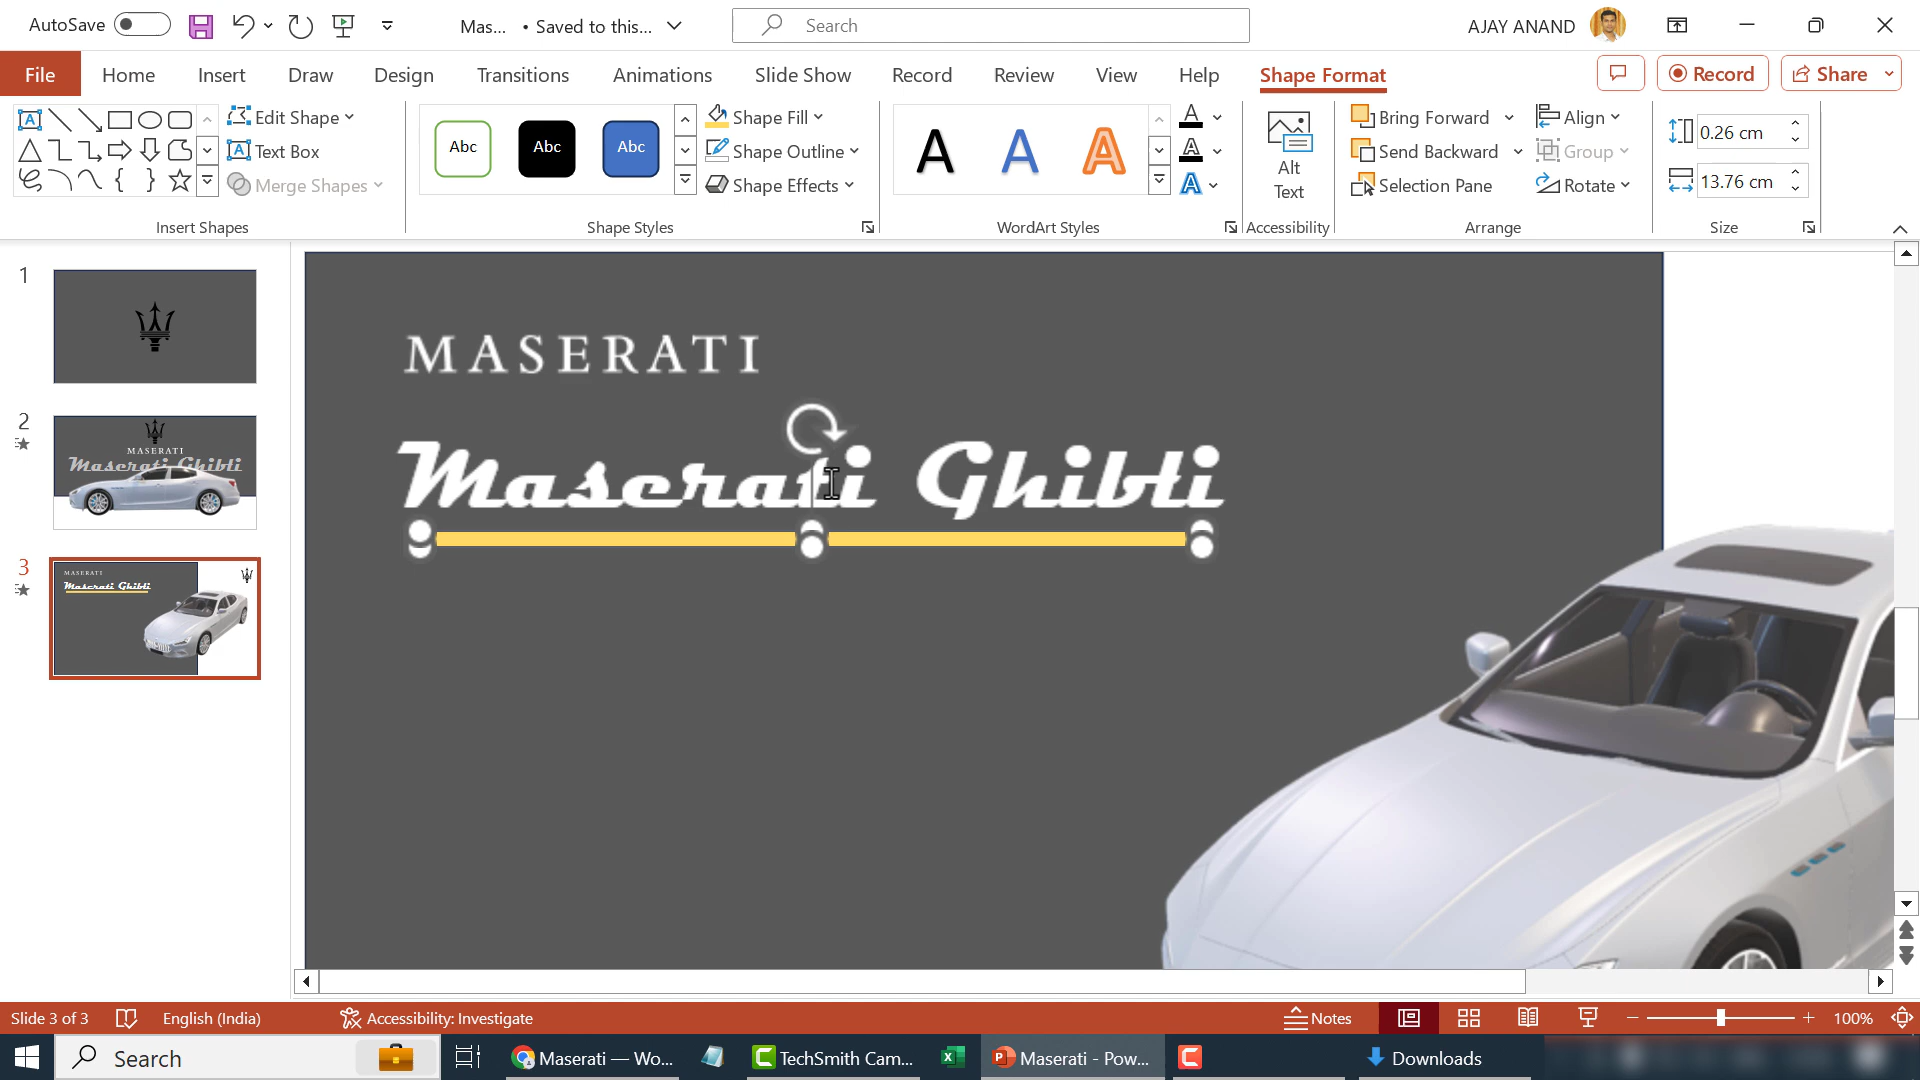 AutoSave
Mas... • Saved to this...
Search
AJAY ANAND
File Home Insert Draw Design Transitions Animations Slide Show Record Review View Help Shape Format
Record
Share
Edit Shape
Text Box
Merge Shapes
Insert Shapes
Abc Abc Abc
Shape Fill
Shape Outline
Shape Effects
Shape Styles
A A A
A
A
A
WordArt Styles
Alt
Text
Accessibility
Bring Forward
Send Backward
Selection Pane
Align
Group
Rotate
Arrange
0.26 cm
13.76 cm
Size
1
2
MASERATI
Maserati Ghibli
3
MASERATI
Maserati Ghibli
MASERATI
Maserati Ghibli
Slide 3 of 3
English (India)
Accessibility: Investigate
Notes
100%
Search
Maserati — Wo...
TechSmith Cam...
Maserati - Pow...
Downloads